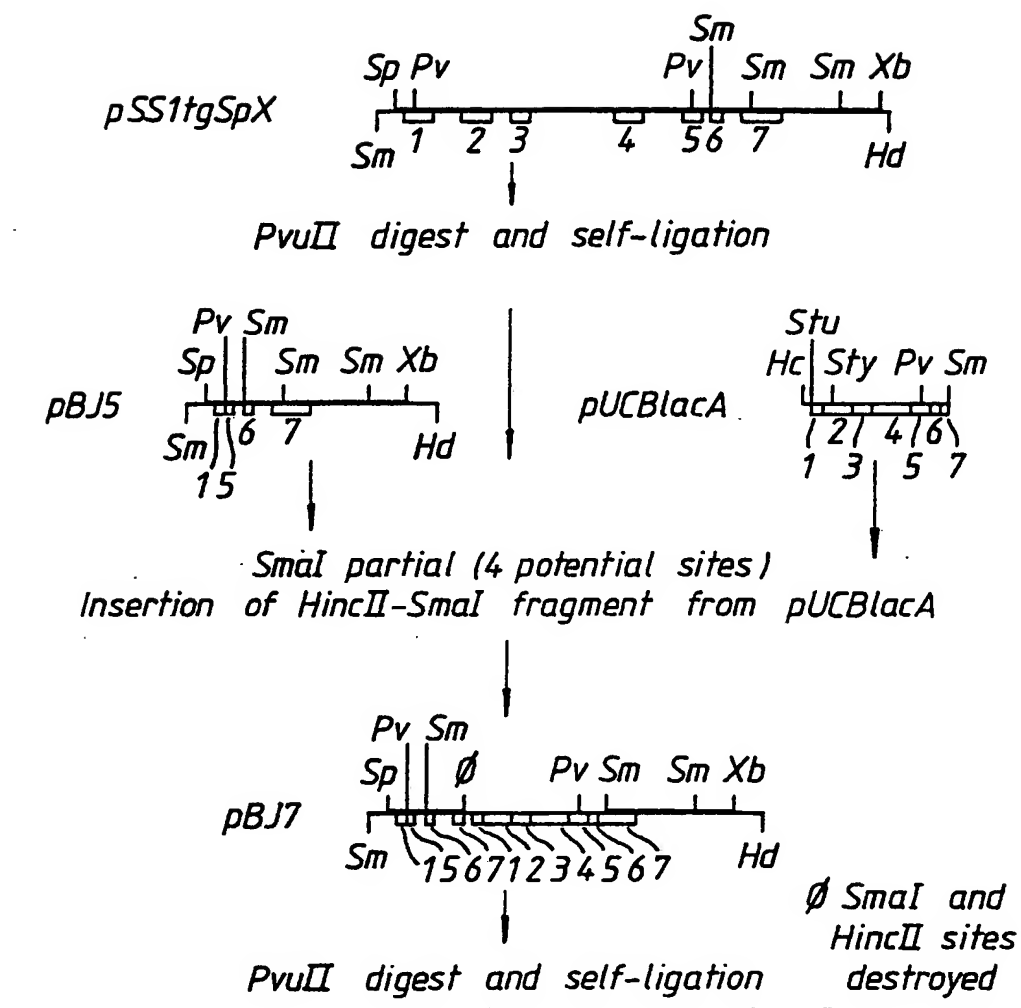 Sm
Sp Pv Pv Sm Sm Xb
pSS1tgSpX
1 2 3 4 5 6 7
Sm Hd
PvuII digest and self-ligation
Pv Sm
Sp Sm Sm Xb
pBJ5
6 7
Sm Hd
1 5
Stu
Hc Sty Pv Sm
pUCBlacA
2 4 6
1 3 5 7
SmaI partial (4 potential sites)
Insertion of HincII-SmaI fragment from pUCBlacA
Pv Sm
Sp Ø Pv Sm Sm Xb
pBJ7
Sm 1 5 6 7 1 2 3 4 5 6 7 Hd
Ø SmaI and
HincII sites
destroyed
PvuII digest and self-ligation